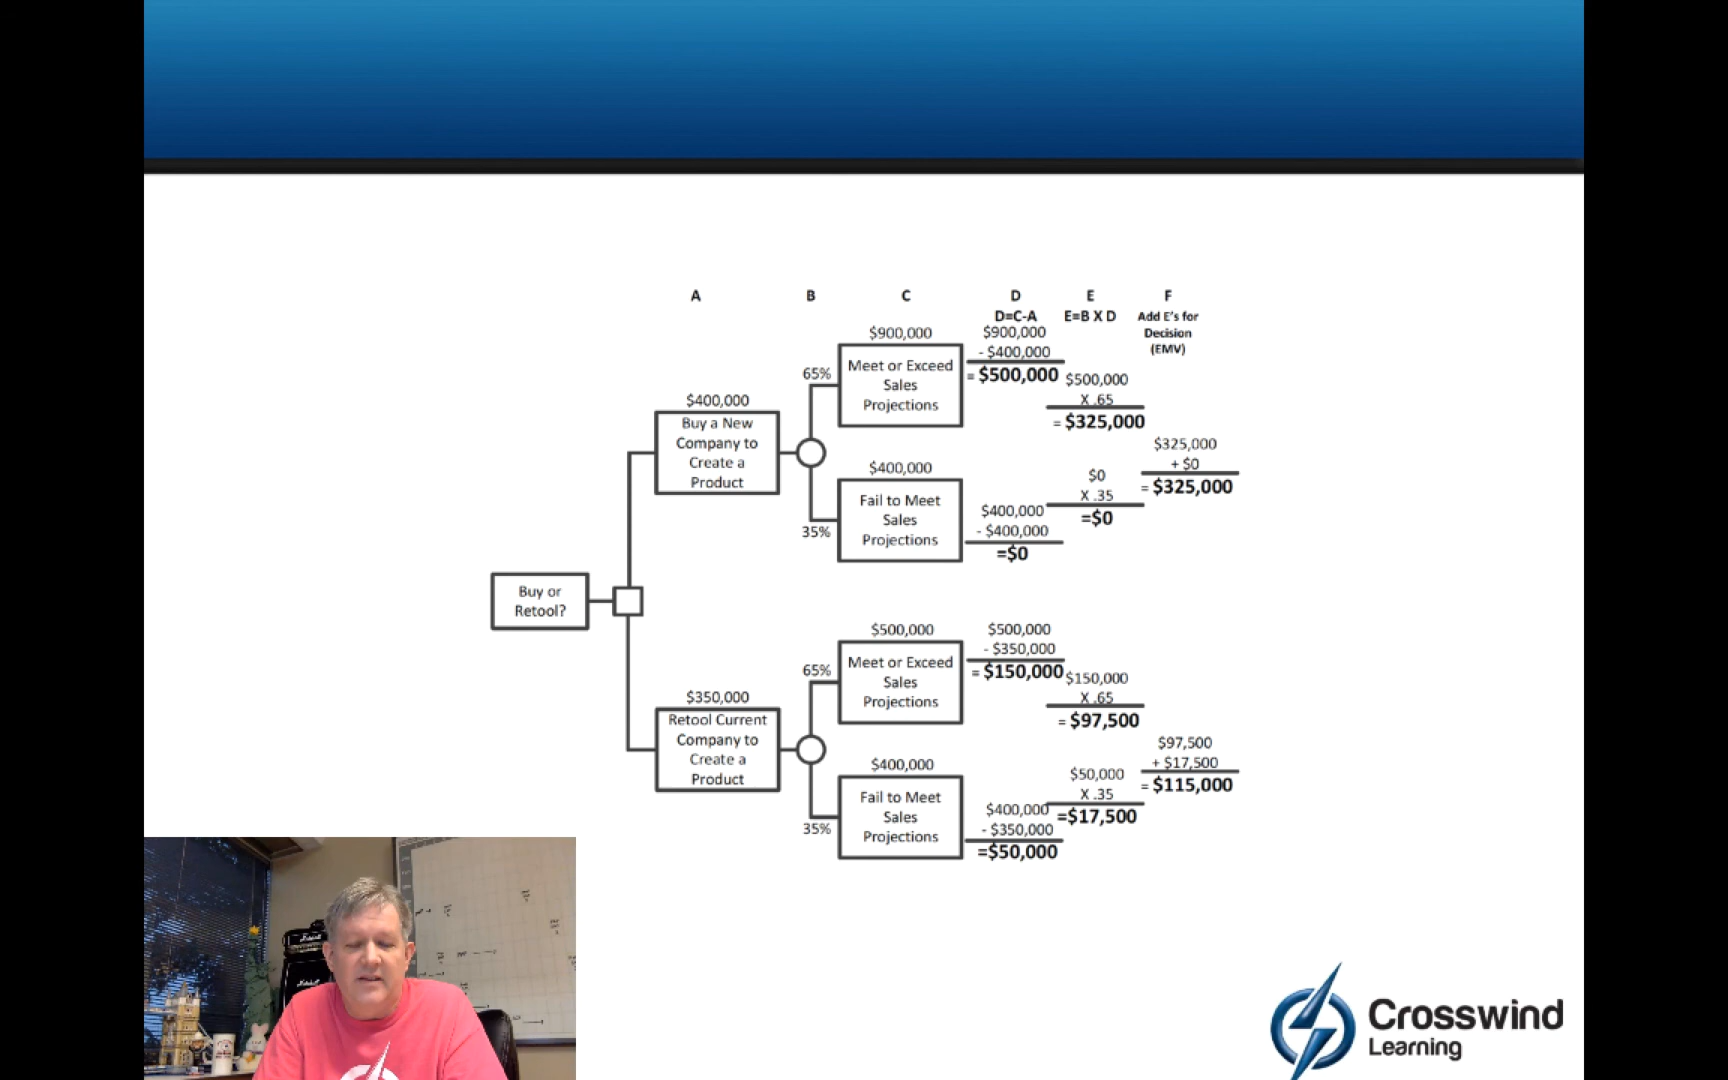 A
B
C
D
E
F
D=C-A
E=B X D
Add E's for
Decision
(EMV)
$900,000
$900,000
- $400,000
= $500,000
65%
Meet or Exceed
Sales
Projections
$500,000
X .65
= $325,000
$400,000
Buy a New
Company to
Create a
Product
$400,000
35%
Fail to Meet
Sales
Projections
$400,000
- $400,000
=$0
$0
X .35
=$0
$325,000
+ $0
= $325,000
Buy or
Retool?
$500,000
$500,000
- $350,000
= $150,000
65%
Meet or Exceed
Sales
Projections
$150,000
X .65
= $97,500
$350,000
Retool Current
Company to
Create a
Product
$400,000
35%
Fail to Meet
Sales
Projections
$400,000
- $350,000
=$50,000
$50,000
X .35
=$17,500
$97,500
+ $17,500
= $115,000
Marshall
Marshall
Crosswind
Learning